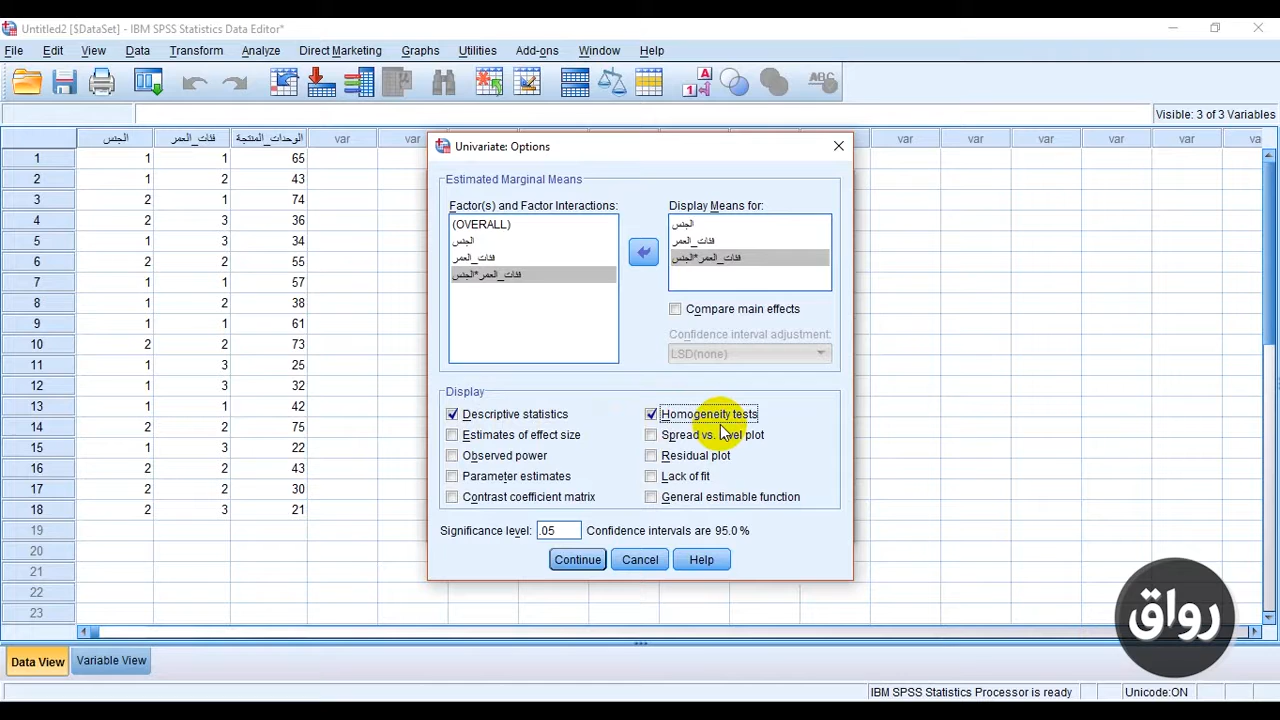 Untitled2 [$DataSet] - IBM SPSS Statistics Data Editor*
File Edit View Data Transform Analyze Direct Marketing Graphs Utilities Add-ons Window Help
Visible: 3 of 3 Variables
الجنس فئات_العمر الوحدات_المنتجة var var var var var var var
1 1 1 65
2 1 2 43
3 2 1 74
4 2 3 36
5 1 3 34
6 2 2 55
7 1 1 57
8 1 2 38
9 1 1 61
10 2 2 73
11 1 3 25
12 1 3 32
13 1 1 42
14 2 2 75
15 1 3 22
16 2 2 43
17 2 2 30
18 2 3 21
19
20
21
22
23
Univariate: Options
Estimated Marginal Means
Factor(s) and Factor Interactions:
(OVERALL)
الجنس
فئات_العمر
فئات_العمر*الجنس
Display Means for:
الجنس
فئات_العمر
فئات_العمر*الجنس
Compare main effects
Confidence interval adjustment:
LSD(none)
Display
Descriptive statistics Homogeneity tests
Estimates of effect size Spread vs. level plot
Observed power Residual plot
Parameter estimates Lack of fit
Contrast coefficient matrix General estimable function
Significance level: .05 Confidence intervals are 95.0 %
Continue Cancel Help
رواق
Data View Variable View
IBM SPSS Statistics Processor is ready Unicode:ON